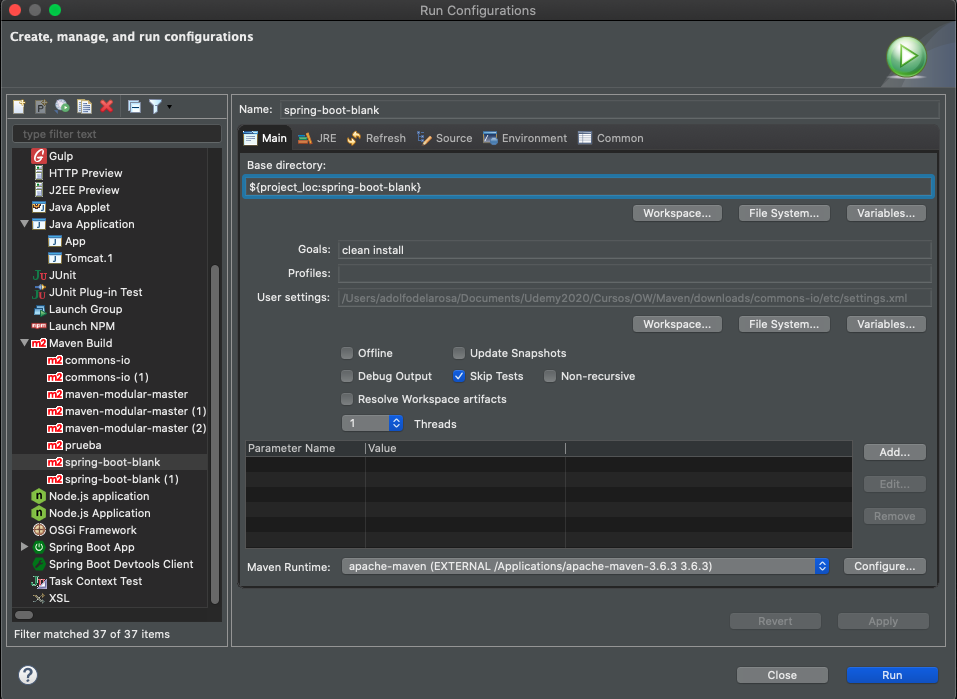 Run Configurations
Create, manage, and run configurations
type filter text
Gulp
HTTP Preview
J2EE Preview
Java Applet
Java Application
App
Tomcat.1
JUnit
JUnit Plug-in Test
Launch Group
Launch NPM
Maven Build
commons-io
commons-io (1)
maven-modular-master
maven-modular-master (1)
maven-modular-master (2)
prueba
spring-boot-blank
spring-boot-blank (1)
Node.js application
Node.js Application
OSGi Framework
Spring Boot App
Spring Boot Devtools Client
Task Context Test
XSL
Filter matched 37 of 37 items
Name: spring-boot-blank
Main JRE Refresh Source Environment Common
Base directory:
${project_loc:spring-boot-blank}
Workspace... File System... Variables...
Goals: clean install
Profiles:
User settings: /Users/adolfodelarosa/Documents/Udemy2020/Cursos/OW/Maven/downloads/commons-io/etc/settings.xml
Workspace... File System... Variables...
Offline Update Snapshots
Debug Output Skip Tests Non-recursive
Resolve Workspace artifacts
1 Threads
Parameter Name Value
Add...
Edit...
Remove
Maven Runtime: apache-maven (EXTERNAL /Applications/apache-maven-3.6.3 3.6.3) Configure...
Revert Apply
? Close Run